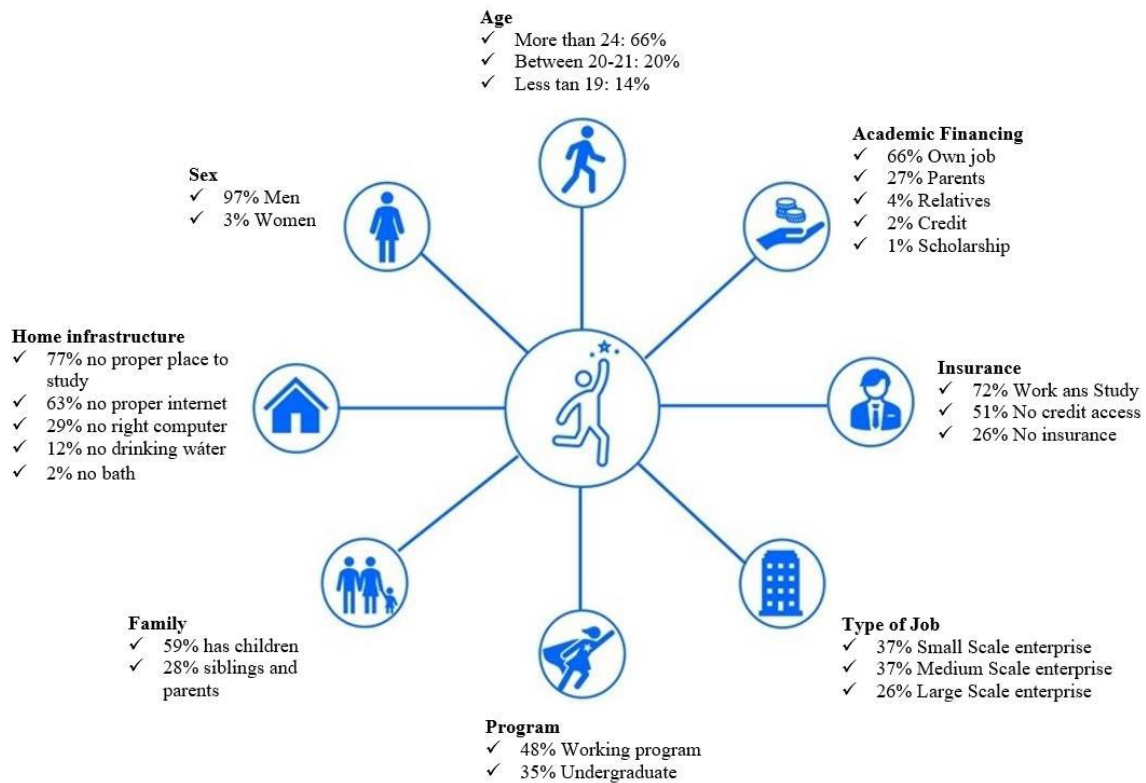 Age
✓ More than 24: 66%
✓ Between 20-21: 20%
✓ Less tan 19: 14%
Academic Financing
✓ 66% Own job
✓ 27% Parents
✓ 4% Relatives
✓ 2% Credit
✓ 1% Scholarship
Sex
✓ 97% Men
✓ 3% Women
Home infrastructure
✓ 77% no proper place to
study
✓ 63% no proper internet
✓ 29% no right computer
✓ 12% no drinking wáter
✓ 2% no bath
Insurance
✓ 72% Work ans Study
✓ 51% No credit access
✓ 26% No insurance
Family
✓ 59% has children
✓ 28% siblings and
parents
Type of Job
✓ 37% Small Scale enterprise
✓ 37% Medium Scale enterprise
✓ 26% Large Scale enterprise
Program
✓ 48% Working program
✓ 35% Undergraduate